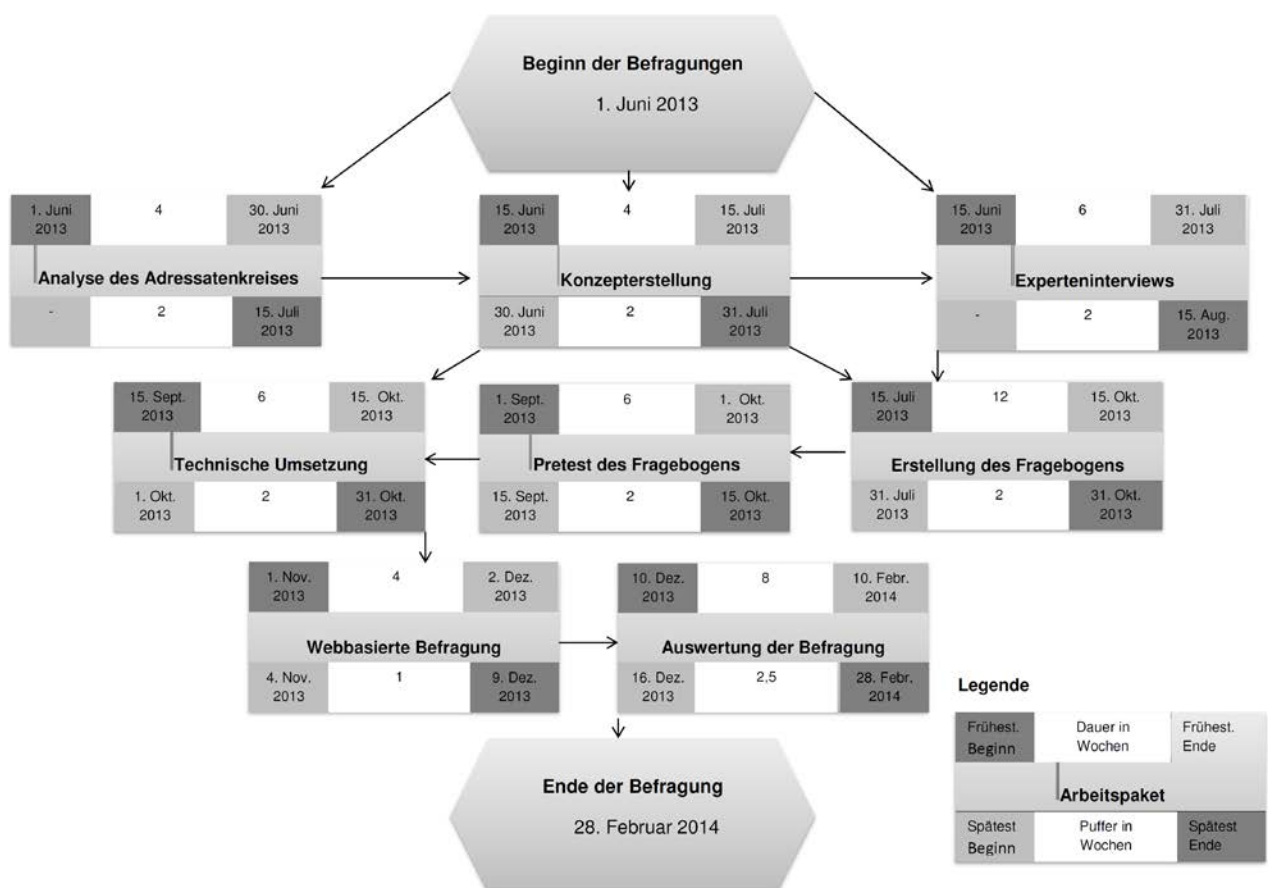 Beginn der Befragungen
1. Juni 2013
1. Juni
2013
4
30. Juni
2013
Analyse des Adressatenkreises
-
2
15. Juli
2013
15. Juni
2013
4
15. Juli
2013
Konzepterstellung
30. Juni
2013
2
31. Juli
2013
15. Juni
2013
6
31. Juli
2013
Experteninterviews
-
2
15. Aug.
2013
15. Sept.
2013
6
15. Okt.
2013
Technische Umsetzung
1. Okt.
2013
2
31. Okt.
2013
1. Sept.
2013
6
1. Okt.
2013
Pretest des Fragebogens
15. Sept.
2013
2
15. Okt.
2013
15. Juli
2013
12
15. Okt.
2013
Erstellung des Fragebogens
31. Juli
2013
2
31. Okt.
2013
1. Nov.
2013
4
2. Dez.
2013
Webbasierte Befragung
4. Nov.
2013
1
9. Dez.
2013
10. Dez.
2013
8
10. Febr.
2014
Auswertung der Befragung
16. Dez.
2013
2,5
28. Febr.
2014
Ende der Befragung
28. Februar 2014
Legende
Frühest.
Beginn
Dauer in
Wochen
Frühest.
Ende
Arbeitspaket
Spätest
Beginn
Puffer in
Wochen
Spätest
Ende